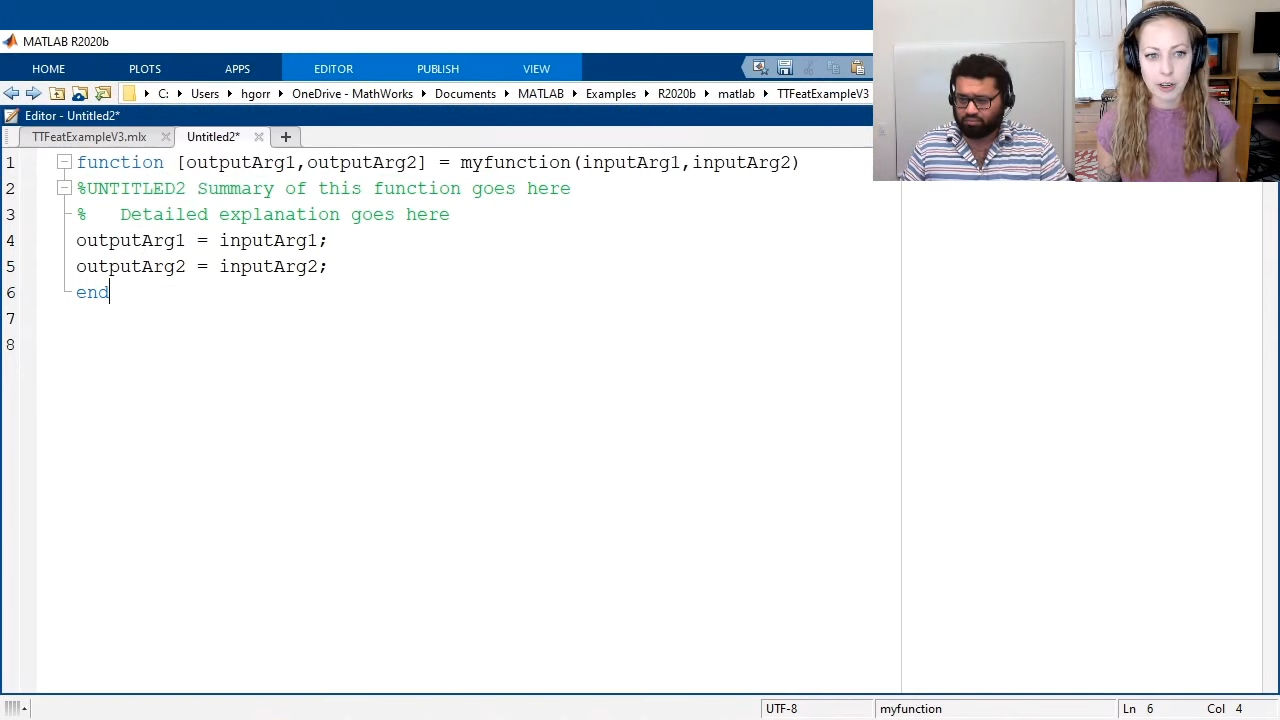 MATLAB R2020b
HOME PLOTS APPS EDITOR PUBLISH VIEW
C: Users hgorr OneDrive - MathWorks Documents MATLAB Examples R2020b matlab TTFeatExampleV3
Editor - Untitled2*
TTFeatExampleV3.mlx Untitled2*
1 function [outputArg1,outputArg2] = myfunction(inputArg1,inputArg2)
2 %UNTITLED2 Summary of this function goes here
3 % Detailed explanation goes here
4 outputArg1 = inputArg1;
5 outputArg2 = inputArg2;
6 end
7
8
UTF-8 myfunction Ln 6 Col 4